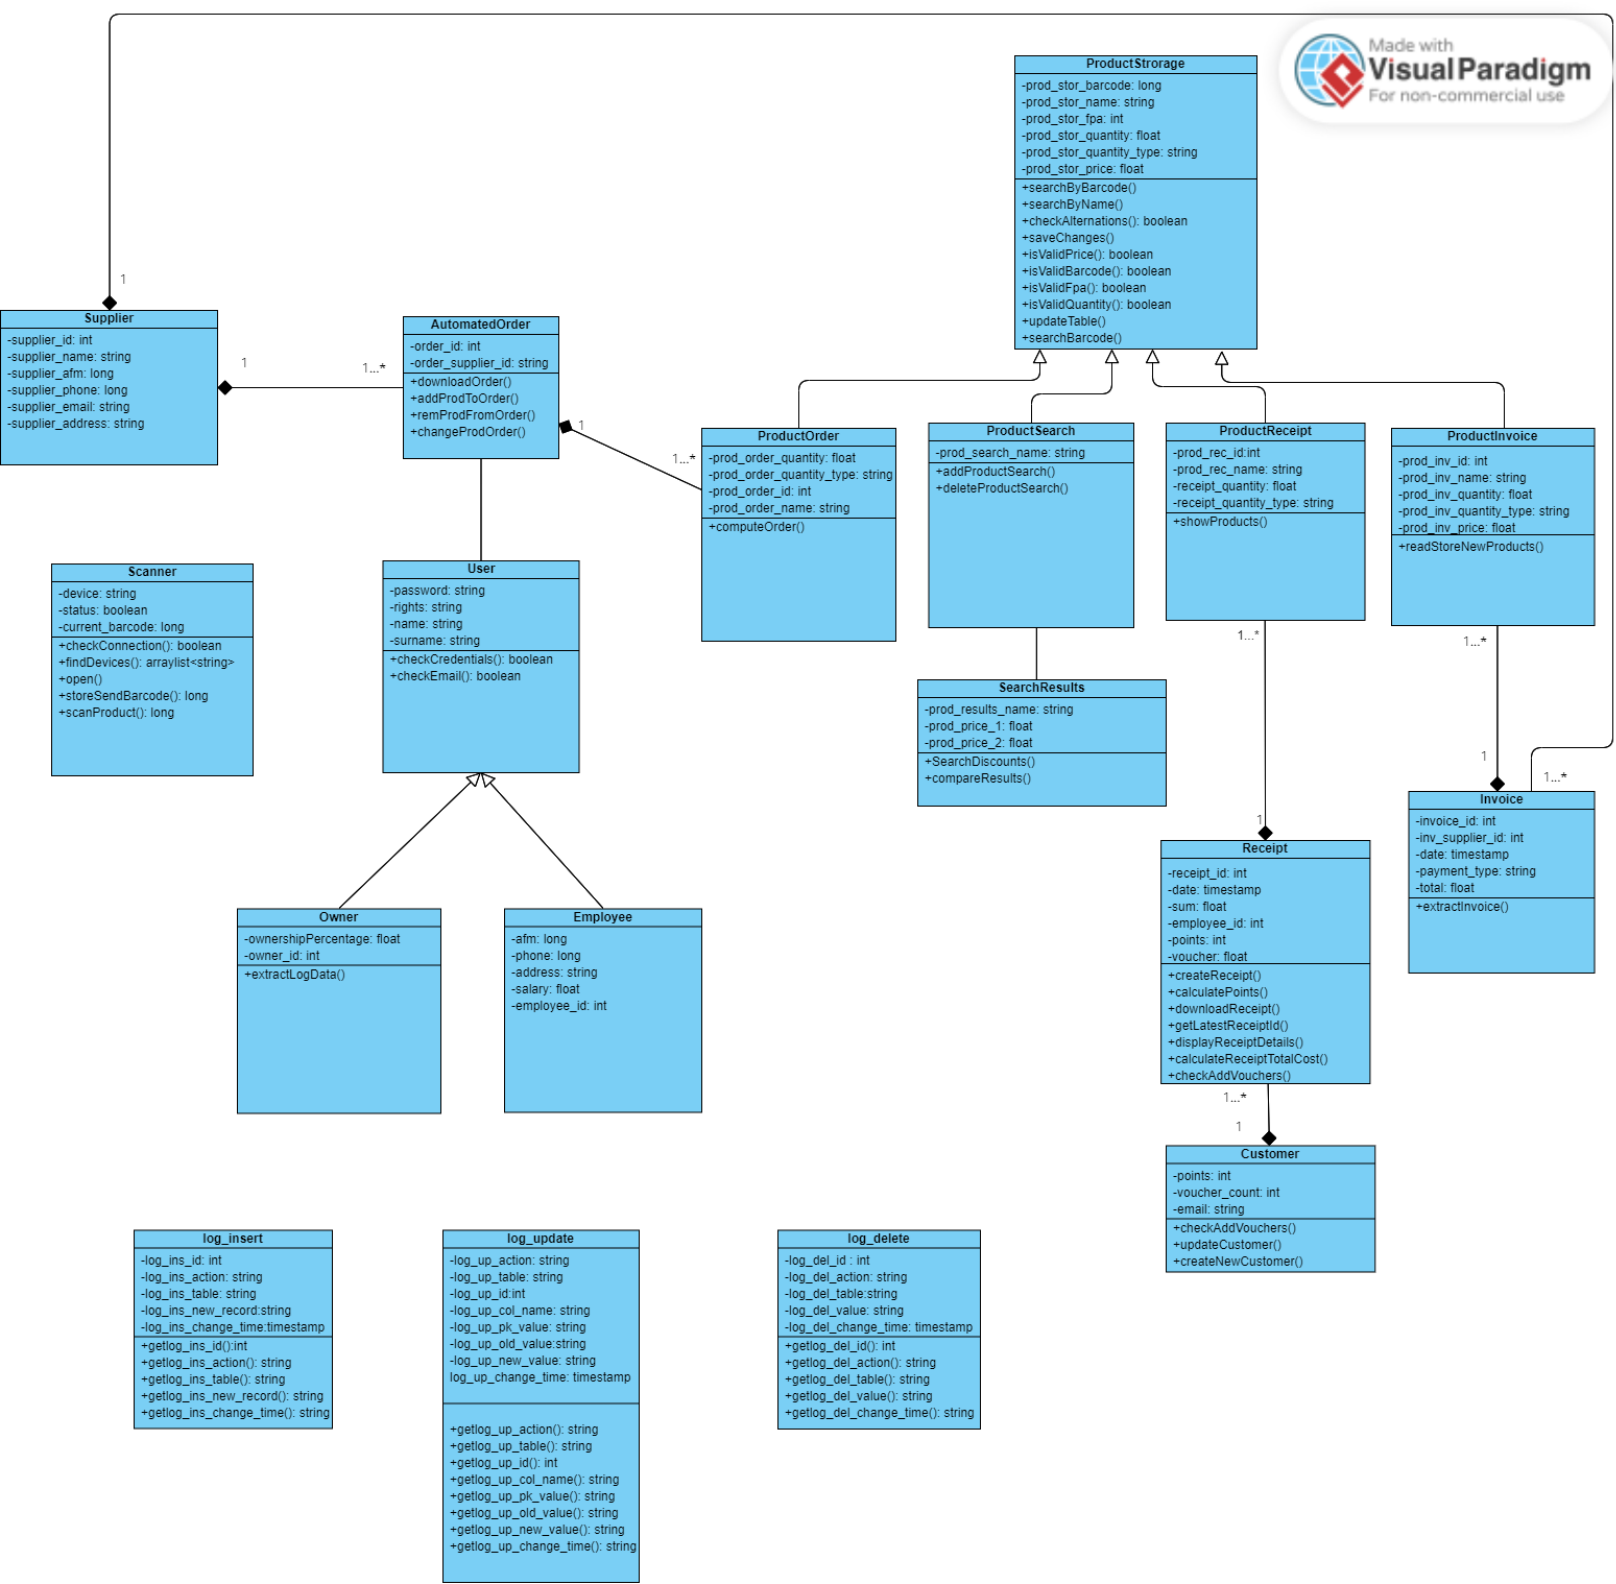 Made with
Visual Paradigm
For non-commercial use
ProductStrorage
-prod_stor_barcode: long
-prod_stor_name: string
-prod_stor_fpa: int
-prod_stor_quantity: float
-prod_stor_quantity_type: string
-prod_stor_price: float
+searchByBarcode()
+searchByName()
+checkAlternations(): boolean
+saveChanges()
+isValidPrice(): boolean
+isValidBarcode(): boolean
+isValidFpa(): boolean
+isValidQuantity(): boolean
+updateTable()
+searchBarcode()
1
Supplier
-supplier_id: int
-supplier_name: string
-supplier_afm: long
-supplier_phone: long
-supplier_email: string
-supplier_address: string
1
1...*
AutomatedOrder
-order_id: int
-order_supplier_id: string
+downloadOrder()
+addProdToOrder()
+remProdFromOrder()
+changeProdOrder()
1
1...*
ProductOrder
-prod_order_quantity: float
-prod_order_quantity_type: string
-prod_order_id: int
-prod_order_name: string
+computeOrder()
ProductSearch
-prod_search_name: string
+addProductSearch()
+deleteProductSearch()
ProductReceipt
-prod_rec_id:int
-prod_rec_name: string
-receipt_quantity: float
-receipt_quantity_type: string
+showProducts()
ProductInvoice
-prod_inv_id: int
-prod_inv_name: string
-prod_inv_quantity: float
-prod_inv_quantity_type: string
-prod_inv_price: float
+readStoreNewProducts()
Scanner
-device: string
-status: boolean
-current_barcode: long
+checkConnection(): boolean
+findDevices(): arraylist<string>
+open()
+storeSendBarcode(): long
+scanProduct(): long
User
-password: string
-rights: string
-name: string
-surname: string
+checkCredentials(): boolean
+checkEmail(): boolean
1...*
1...*
SearchResults
-prod_results_name: string
-prod_price_1: float
-prod_price_2: float
+SearchDiscounts()
+compareResults()
1
1...*
1
Invoice
-invoice_id: int
-inv_supplier_id: int
-date: timestamp
-payment_type: string
-total: float
+extractInvoice()
Receipt
-receipt_id: int
-date: timestamp
-sum: float
-employee_id: int
-points: int
-voucher: float
+createReceipt()
+calculatePoints()
+downloadReceipt()
+getLatestReceiptId()
+displayReceiptDetails()
+calculateReceiptTotalCost()
+checkAddVouchers()
Owner
-ownershipPercentage: float
-owner_id: int
+extractLogData()
Employee
-afm: long
-phone: long
-address: string
-salary: float
-employee_id: int
1...*
1
Customer
-points: int
-voucher_count: int
-email: string
+checkAddVouchers()
+updateCustomer()
+createNewCustomer()
log_insert
-log_ins_id: int
-log_ins_action: string
-log_ins_table: string
-log_ins_new_record:string
-log_ins_change_time:timestamp
+getlog_ins_id():int
+getlog_ins_action(): string
+getlog_ins_table(): string
+getlog_ins_new_record(): string
+getlog_ins_change_time(): string
log_update
-log_up_action: string
-log_up_table: string
-log_up_id:int
-log_up_col_name: string
-log_up_pk_value: string
-log_up_old_value:string
-log_up_new_value: string
log_up_change_time: timestamp
+getlog_up_action(): string
+getlog_up_table(): string
+getlog_up_id(): int
+getlog_up_col_name(): string
+getlog_up_pk_value(): string
+getlog_up_old_value(): string
+getlog_up_new_value(): string
+getlog_up_change_time(): string
log_delete
-log_del_id : int
-log_del_action: string
-log_del_table:string
-log_del_value: string
-log_del_change_time: timestamp
+getlog_del_id(): int
+getlog_del_action(): string
+getlog_del_table(): string
+getlog_del_value(): string
+getlog_del_change_time(): string